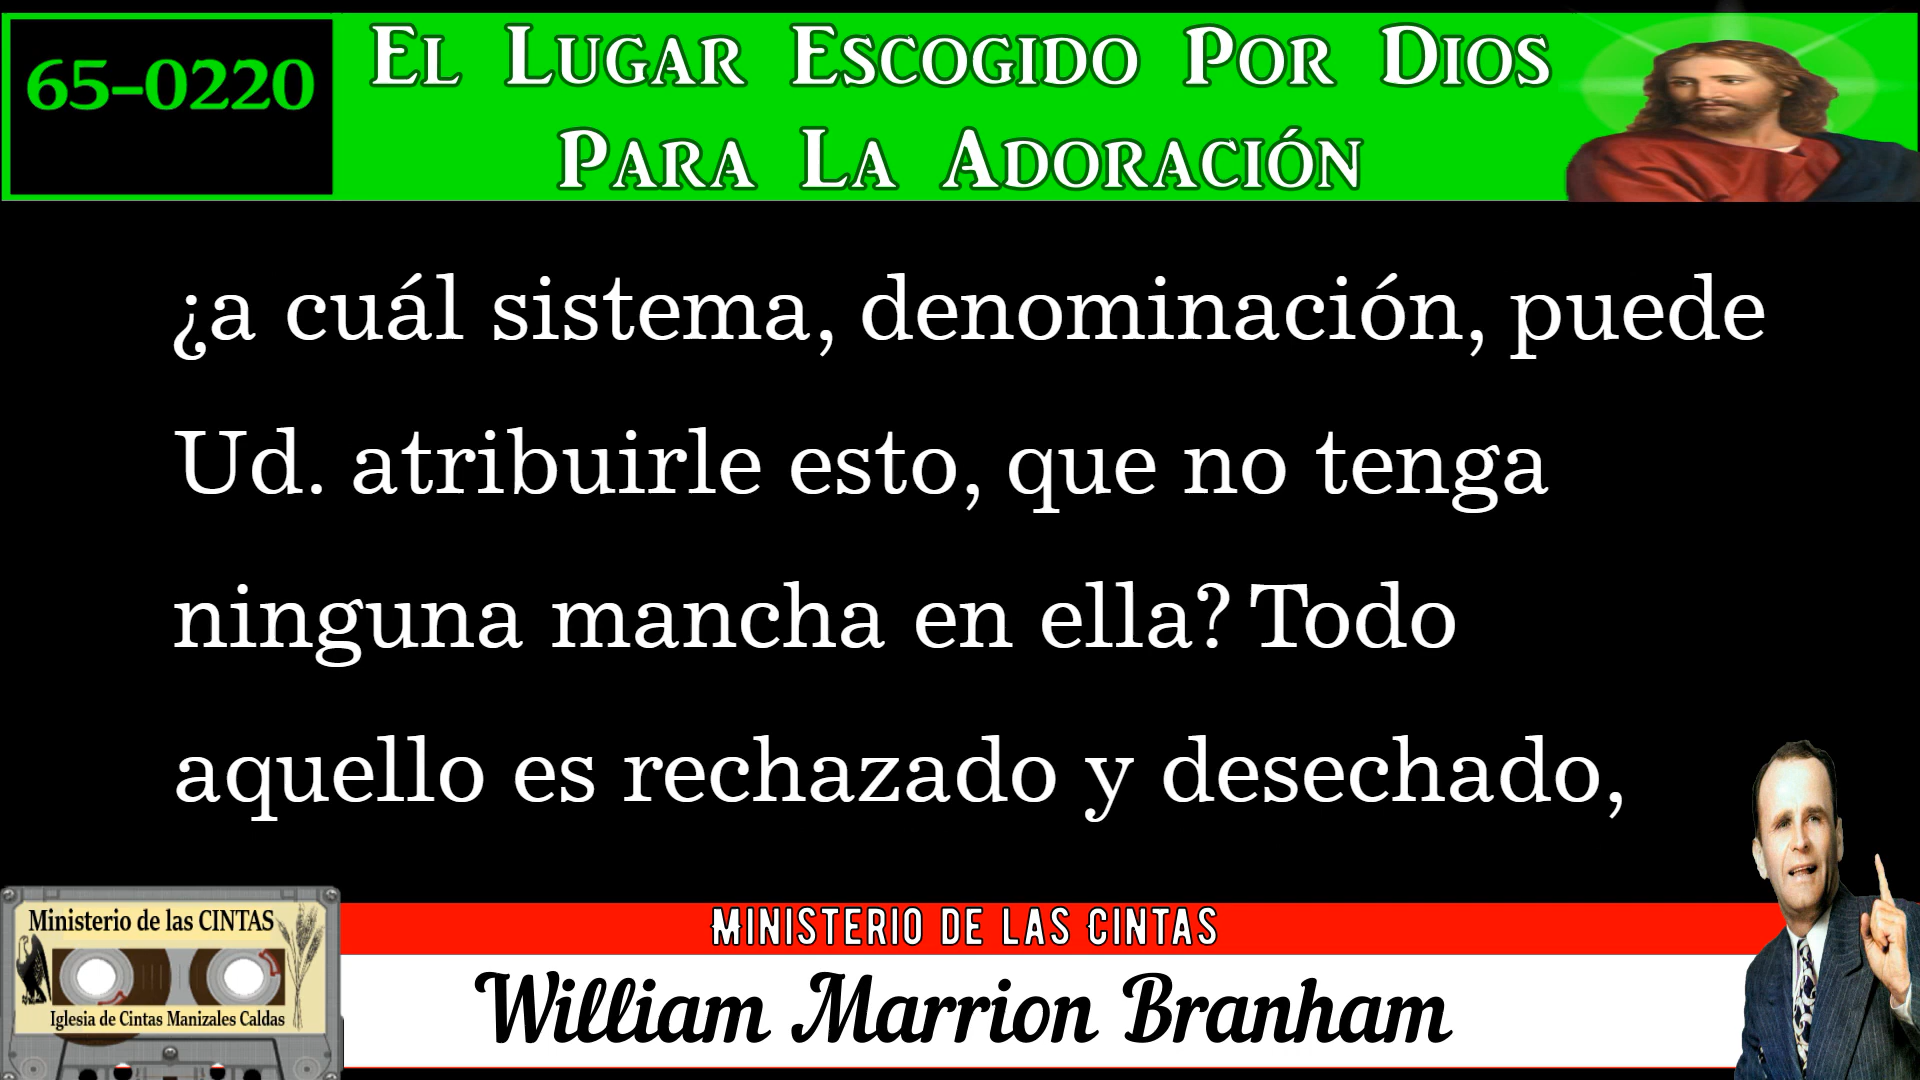 65-0220
El Lugar Escogido Por Dios
Para La Adoración
¿a cuál sistema, denominación, puede
Ud. atribuirle esto, que no tenga
ninguna mancha en ella? Todo
aquello es rechazado y desechado,
Ministerio de las CINTAS
Iglesia de Cintas Manizales Caldas
MINISTERIO DE LAS CINTAS
William Marrion Branham